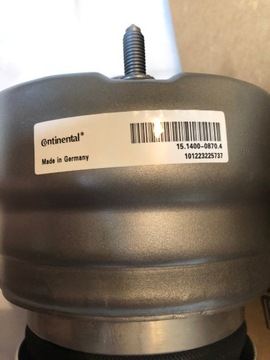 Continental®
Made in Germany
15.1400-0870.4
101223225737